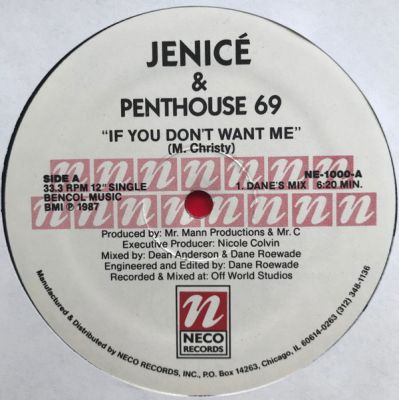 JENICÉ
&
PENTHOUSE 69
"IF YOU DON'T WANT ME"
(M. Christy)
SIDE A
33.3 RPM 12" SINGLE
BENCOL MUSIC
BMI ℗ 1987
NE-1000-A
1. DANE'S MIX 6:20 MIN.
Produced by: Mr. Mann Productions & Mr. C
Executive Producer: Nicole Colvin
Mixed by: Dean Anderson & Dane Roewade
Engineered and Edited by: Dane Roewade
Recorded & Mixed at: Off World Studios
n
NECO
RECORDS
Manufactured & Distributed by NECO RECORDS, INC., P.O. Box 14263, Chicago, IL 60614-0263 (312) 348-1136